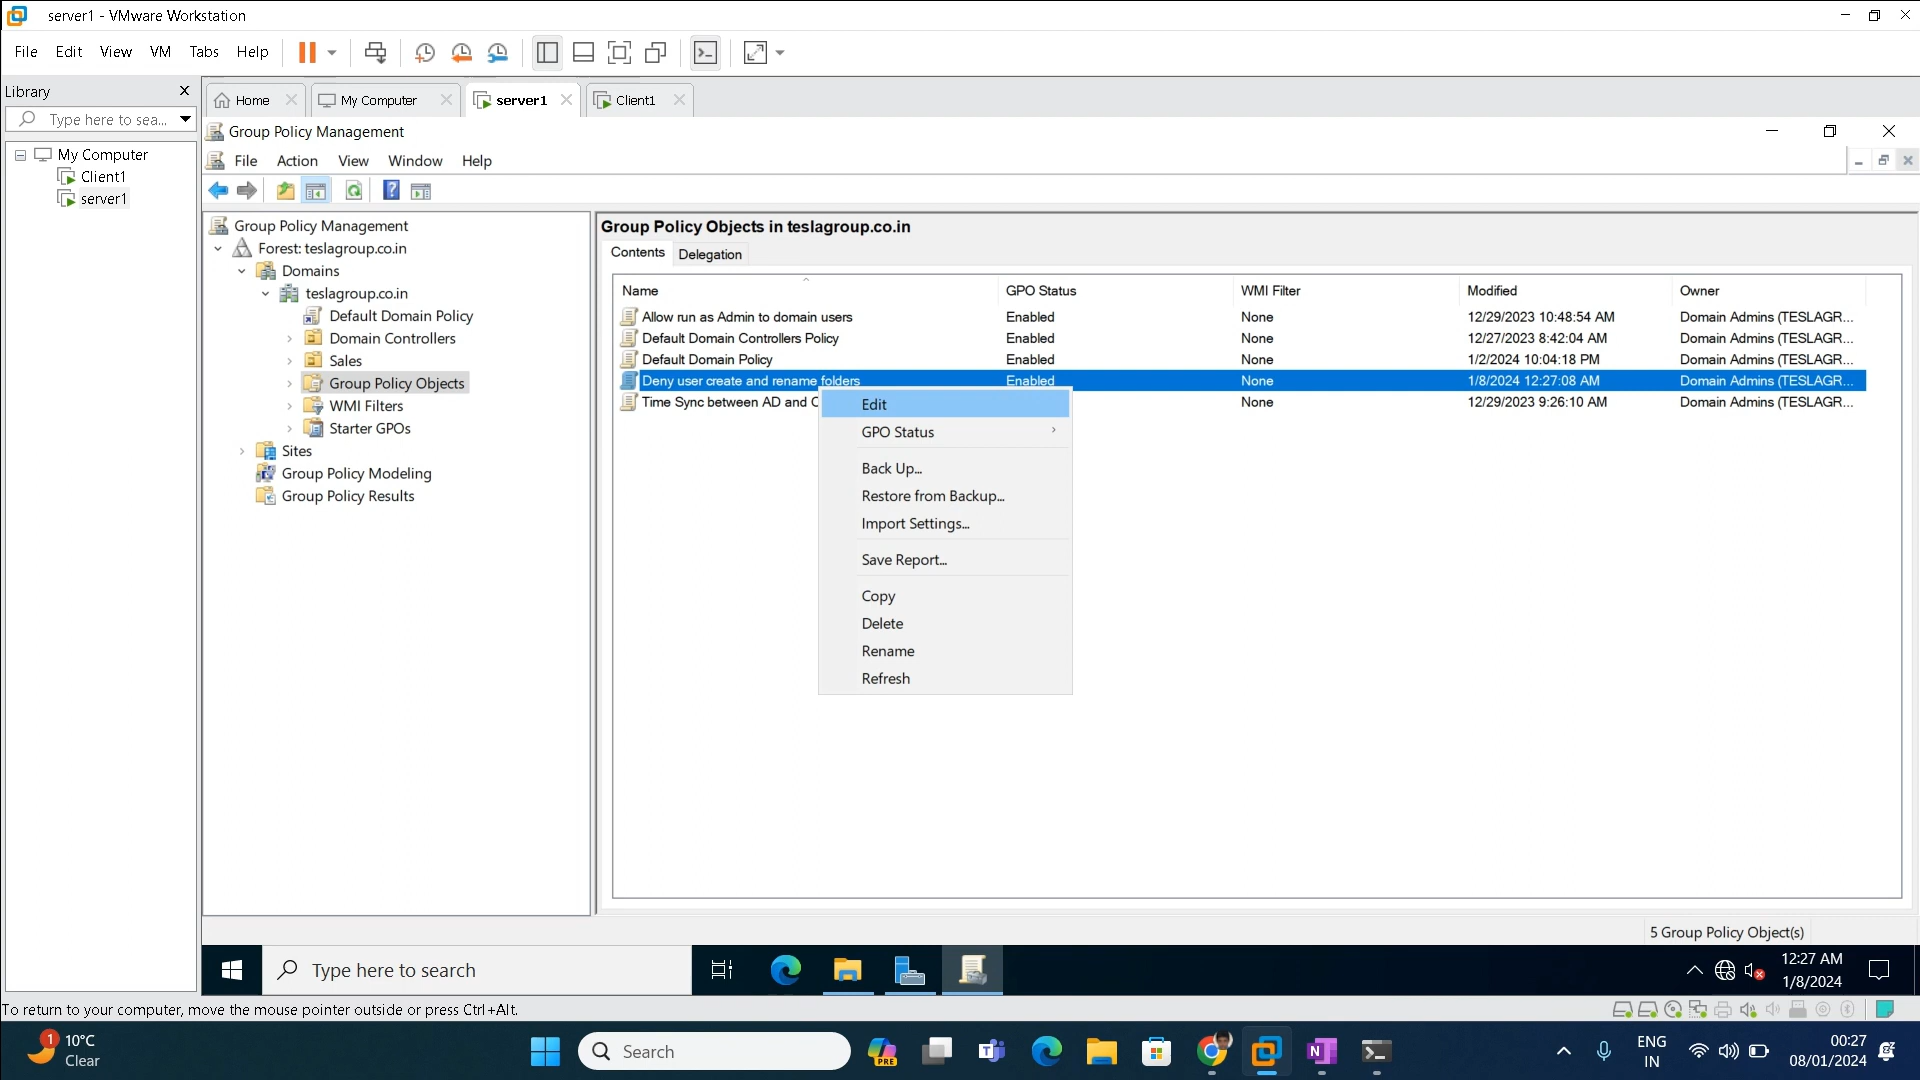 server1 - VMware Workstation
File Edit View VM Tabs Help
Library
Type here to sea...
My Computer
Client1
server1
Home
My Computer
server1
Client1
Group Policy Management
File Action View Window Help
Group Policy Management
Forest: teslagroup.co.in
Domains
teslagroup.co.in
Default Domain Policy
Domain Controllers
Sales
Group Policy Objects
WMI Filters
Starter GPOs
Sites
Group Policy Modeling
Group Policy Results
Group Policy Objects in teslagroup.co.in
Contents Delegation
Name GPO Status WMI Filter Modified Owner
Allow run as Admin to domain users Enabled None 12/29/2023 10:48:54 AM Domain Admins (TESLAGR...
Default Domain Controllers Policy Enabled None 12/27/2023 8:42:04 AM Domain Admins (TESLAGR...
Default Domain Policy Enabled None 1/2/2024 10:04:18 PM Domain Admins (TESLAGR...
Deny user create and rename folders Enabled None 1/8/2024 12:27:08 AM Domain Admins (TESLAGR...
Time Sync between AD and None 12/29/2023 9:26:10 AM Domain Admins (TESLAGR...
Edit
GPO Status
Back Up...
Restore from Backup...
Import Settings...
Save Report...
Copy
Delete
Rename
Refresh
5 Group Policy Object(s)
Type here to search
12:27 AM
1/8/2024
To return to your computer, move the mouse pointer outside or press Ctrl+Alt.
1
10°C
Clear
Search
PRE
ENG
IN
00:27
08/01/2024